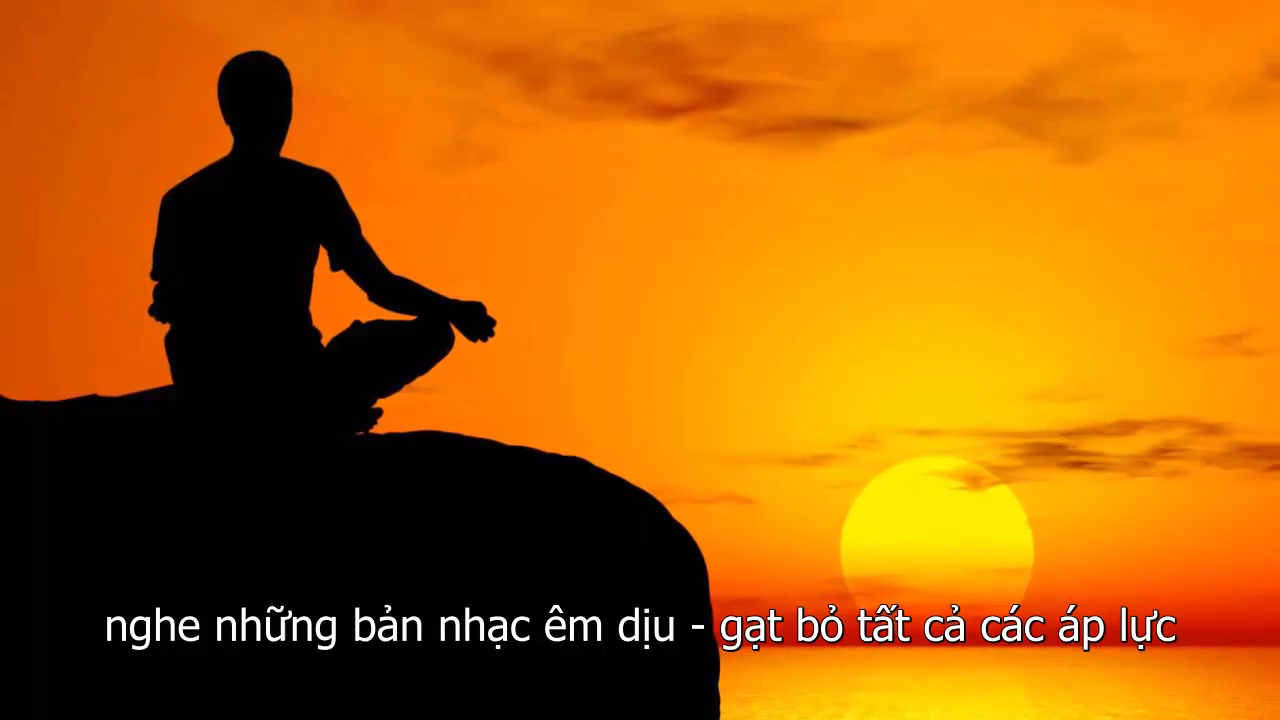 nghe những bản nhạc êm dịu - gạt bỏ tất cả các áp lực